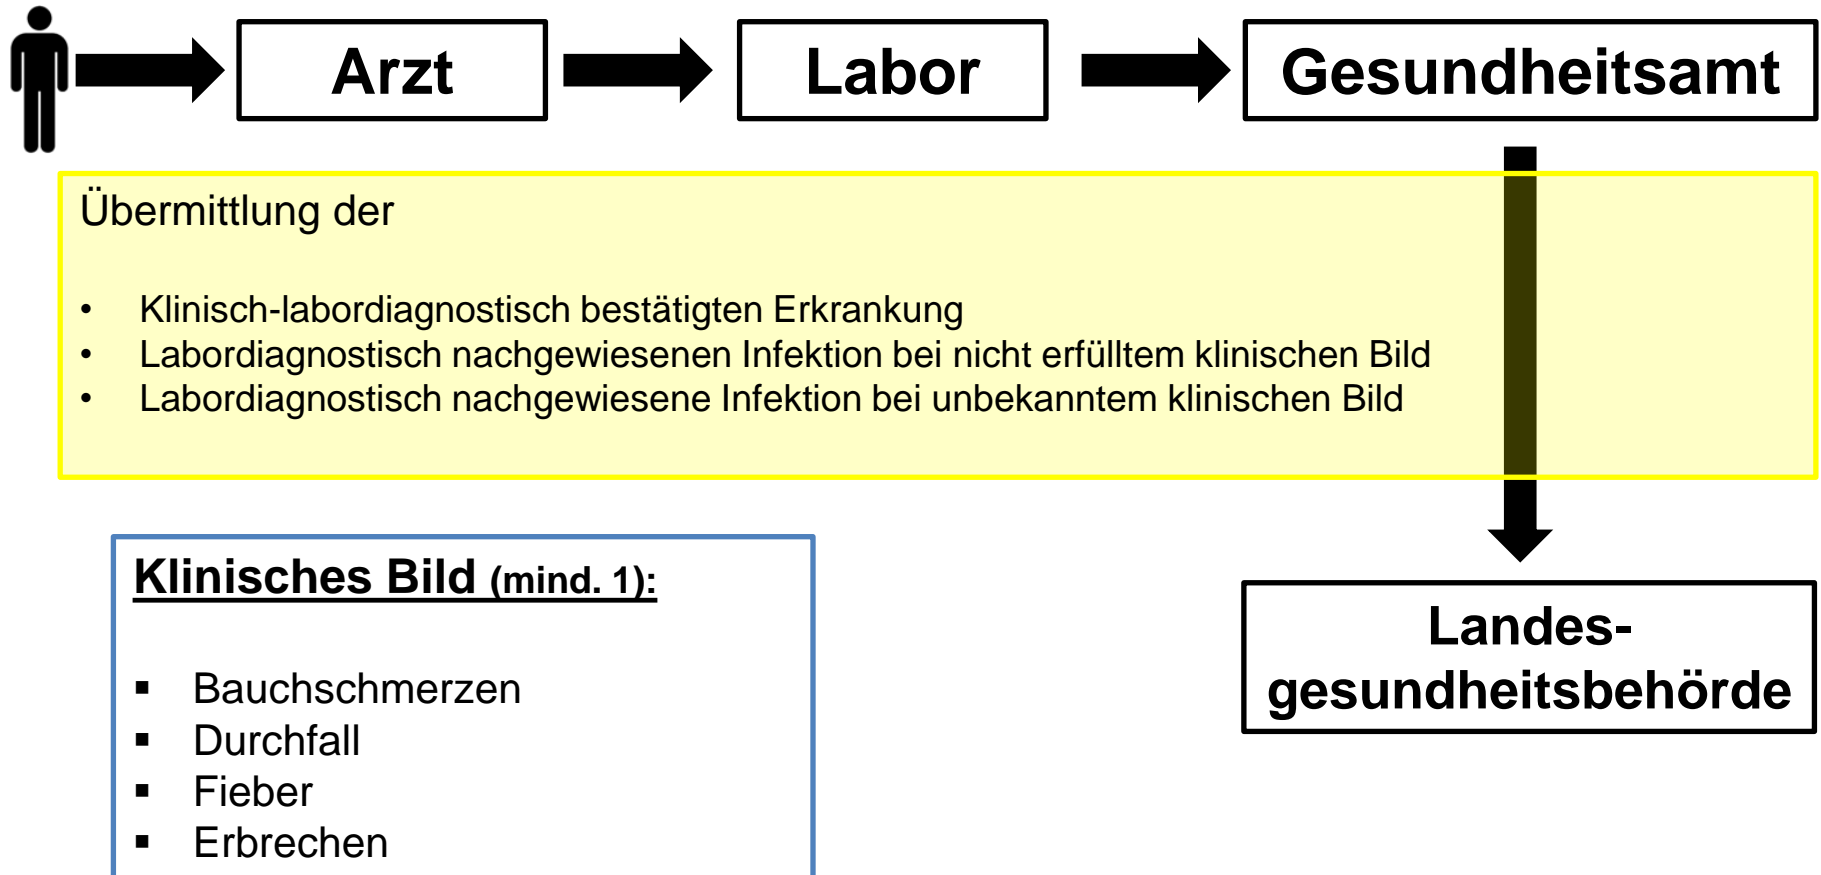 Arzt
Labor
Gesundheitsamt
Übermittlung der
• Klinisch-labordiagnostisch bestätigten Erkrankung
• Labordiagnostisch nachgewiesenen Infektion bei nicht erfülltem klinischen Bild
• Labordiagnostisch nachgewiesene Infektion bei unbekanntem klinischen Bild
Klinisches Bild (mind. 1):
▪ Bauchschmerzen
▪ Durchfall
▪ Fieber
▪ Erbrechen
Landes-
gesundheitsbehörde